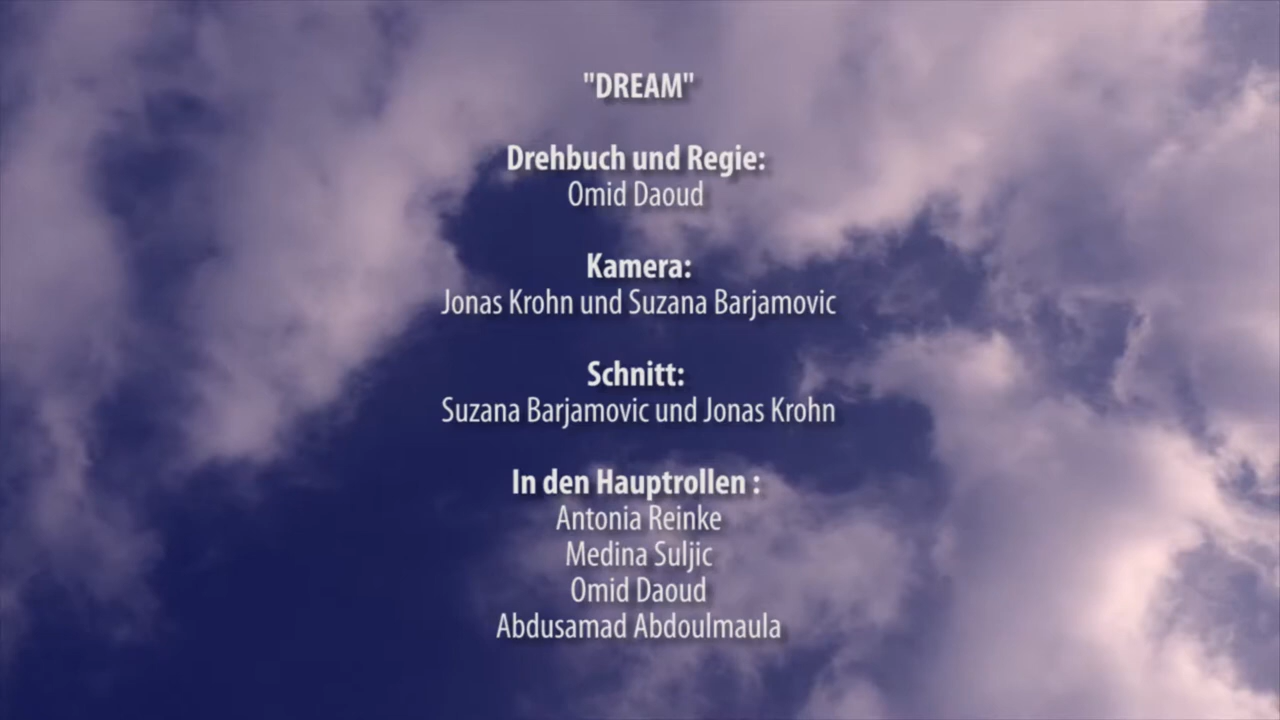 "DREAM"
Drehbuch und Regie:
Omid Daoud
Kamera:
Jonas Krohn und Suzana Barjamovic
Schnitt:
Suzana Barjamovic und Jonas Krohn
In den Hauptrollen :
Antonia Reinke
Medina Suljic
Omid Daoud
Abdusamad Abdoulmaula